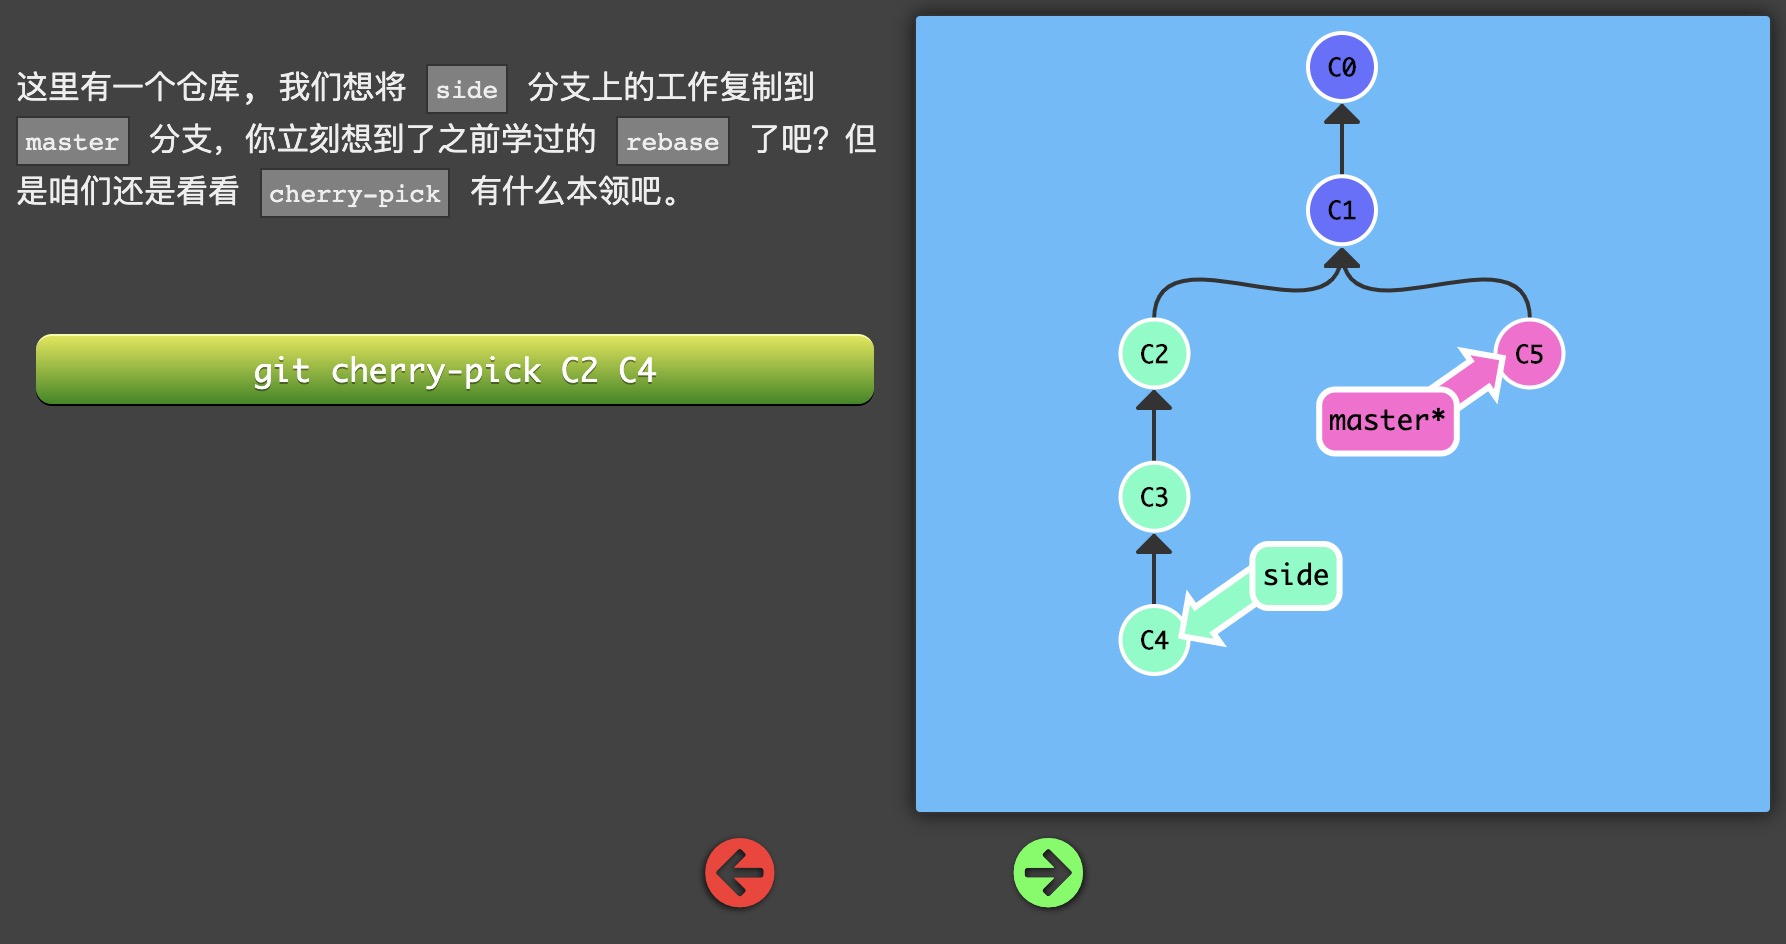 这里有一个仓库, 我们想将 side 分支上的工作复制到
master 分支，你立刻想到了之前学过的 rebase 了吧？但
是咱们还是看看 cherry-pick 有什么本领吧。
git cherry-pick C2 C4
C0
C1
C2
C5
master*
C3
side
C4